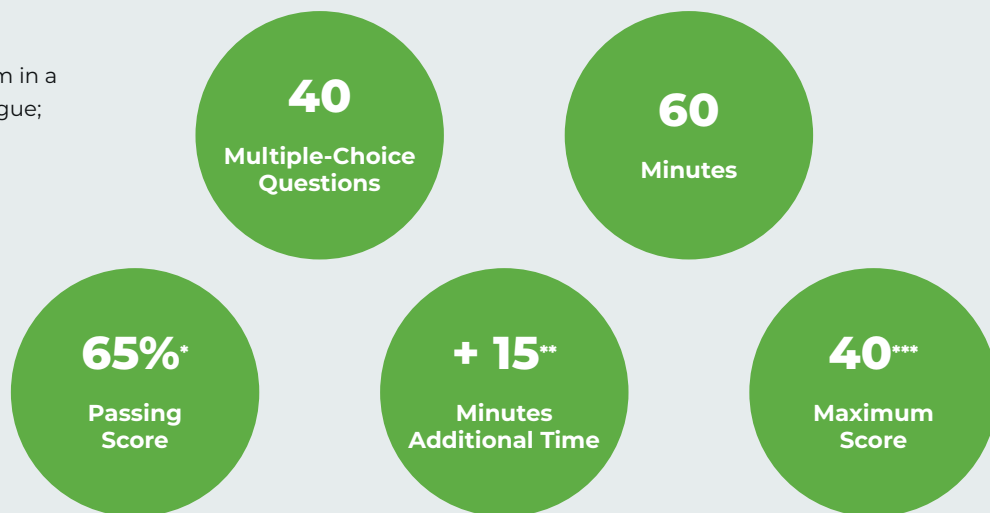 m in a
gue;
40
Multiple-Choice
Questions
60
Minutes
65%*
Passing
Score
+ 15**
Minutes
Additional Time
40***
Maximum
Score